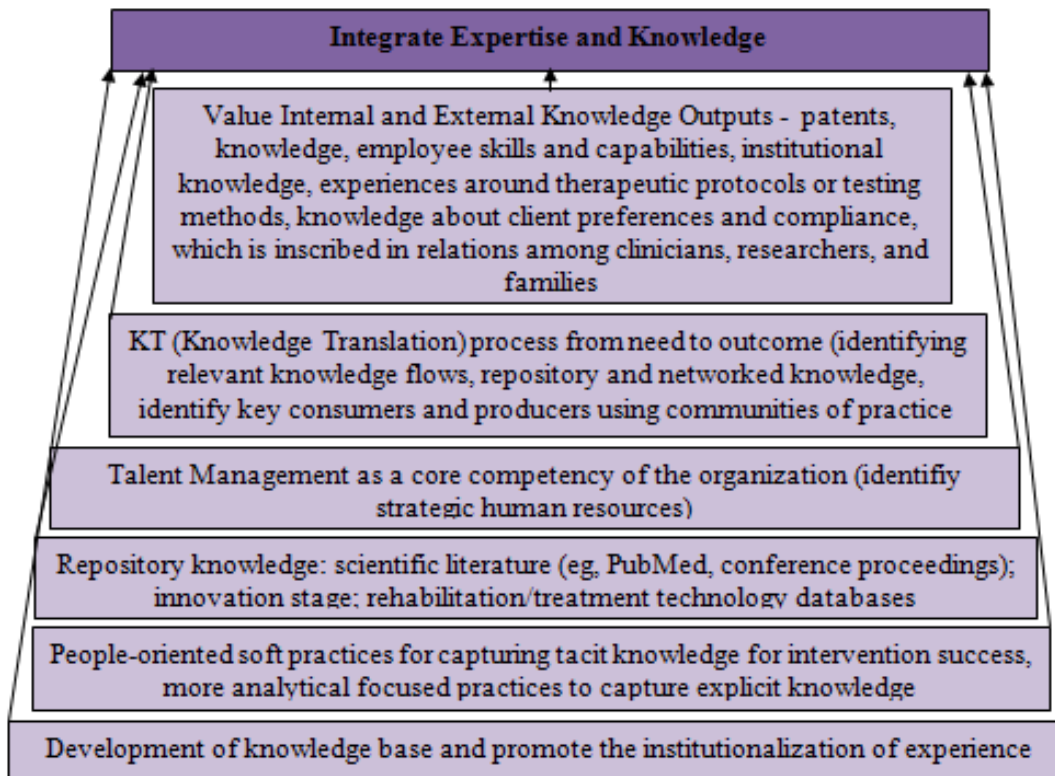 Integrate Expertise and Knowledge
Value Internal and External Knowledge Outputs - patents,
knowledge, employee skills and capabilities, institutional
knowledge, experiences around therapeutic protocols or testing
methods, knowledge about client preferences and compliance,
which is inscribed in relations among clinicians, researchers, and
families
KT (Knowledge Translation) process from need to outcome (identifying
relevant knowledge flows, repository and networked knowledge,
identify key consumers and producers using communities of practice
Talent Management as a core competency of the organization (identifiy
strategic human resources)
Repository knowledge: scientific literature (eg, PubMed, conference proceedings);
innovation stage; rehabilitation/treatment technology databases
People-oriented soft practices for capturing tacit knowledge for intervention success,
more analytical focused practices to capture explicit knowledge
Development of knowledge base and promote the institutionalization of experience